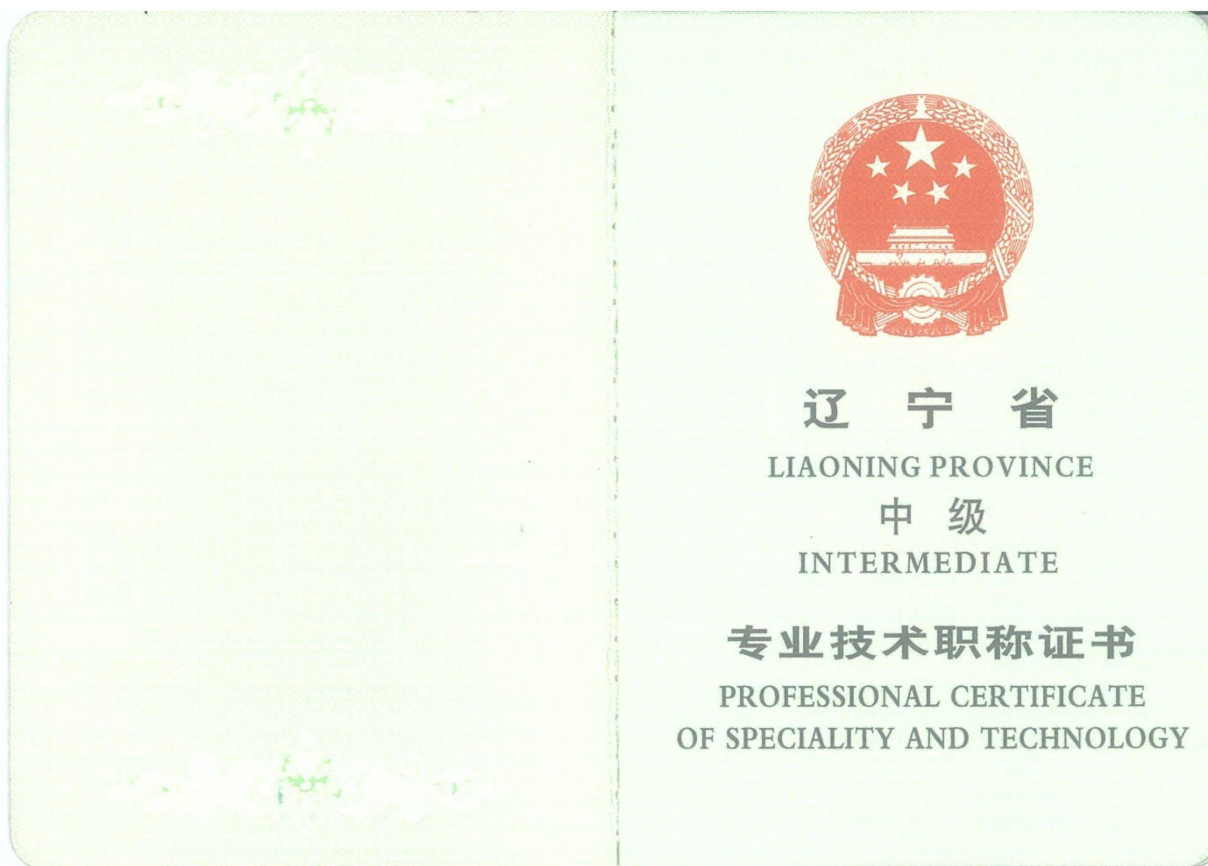 辽宁省
LIAONING PROVINCE
中级
INTERMEDIATE
专业技术职称证书
PROFESSIONAL CERTIFICATE
OF SPECIALITY AND TECHNOLOGY